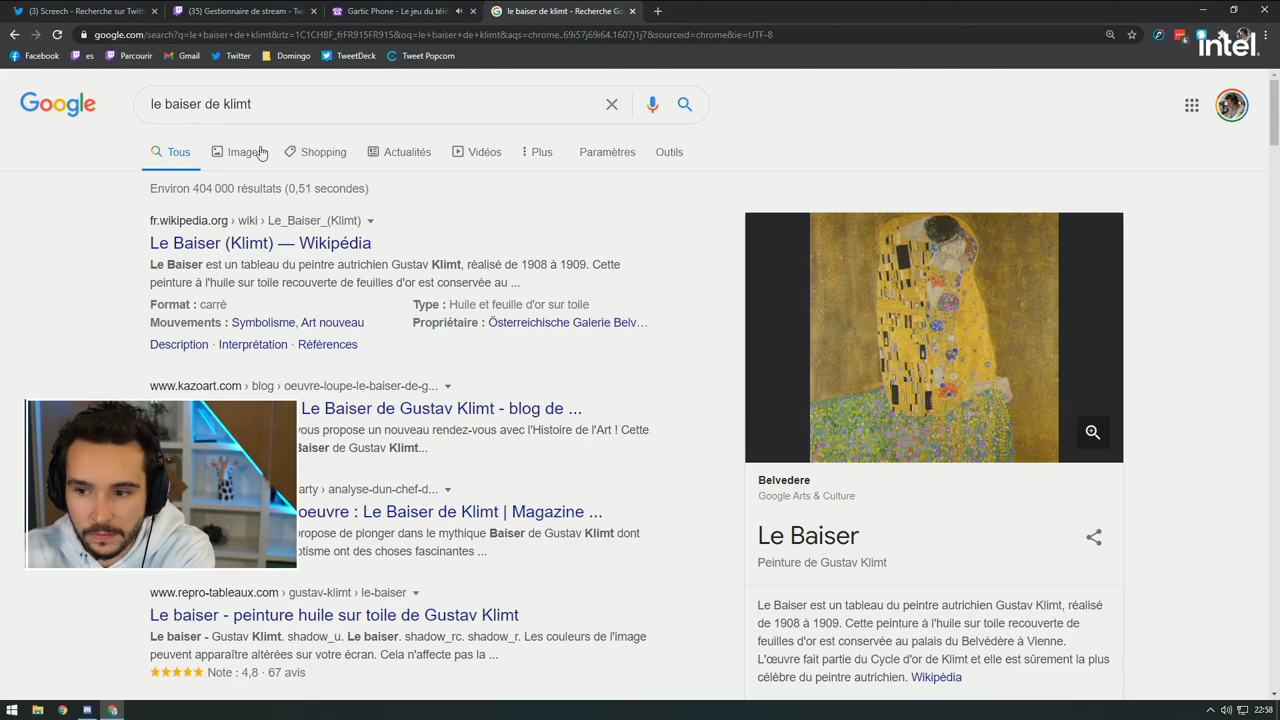 (3) Screech - Recherche sur Twitt
(35) Gestionnaire de stream - Tw
Gartic Phone - Le jeu du télé
le baiser de klimt - Recherche Go
google.com/search?q=le+baiser+de+klimt&rlz=1C1CHBF_frFR915FR915&oq=le+baiser+de+klimt&aqs=chrome..69i57j69i64.1607j1j7&sourceid=chrome&ie=UTF-8
intel.
Facebook
es
Parcourir
Gmail
Twitter
Domingo
TweetDeck
Tweet Popcorn
Google
le baiser de klimt
Tous
Images
Shopping
Actualités
Vidéos
Plus
Paramètres
Outils
Environ 404 000 résultats (0,51 secondes)
fr.wikipedia.org › wiki › Le_Baiser_(Klimt)
Le Baiser (Klimt) — Wikipédia
Le Baiser est un tableau du peintre autrichien Gustav Klimt, réalisé de 1908 à 1909. Cette
peinture à l'huile sur toile recouverte de feuilles d'or est conservée au ...
Format : carré
Type : Huile et feuille d'or sur toile
Mouvements : Symbolisme, Art nouveau
Propriétaire : Österreichische Galerie Belv…
Description · Interprétation · Références
www.kazoart.com › blog › oeuvre-loupe-le-baiser-de-g...
Le Baiser de Gustav Klimt - blog de ...
vous propose un nouveau rendez-vous avec l'Histoire de l'Art ! Cette
Baiser de Gustav Klimt...
arty › analyse-dun-chef-d...
oeuvre : Le Baiser de Klimt | Magazine ...
propose de plonger dans le mythique Baiser de Gustav Klimt dont
ptisme ont des choses fascinantes ...
www.repro-tableaux.com › gustav-klimt › le-baiser
Le baiser - peinture huile sur toile de Gustav Klimt
Le baiser - Gustav Klimt. shadow_u. Le baiser. shadow_rc. shadow_r. Les couleurs de l'image
peuvent apparaître altérées sur votre écran. Cela n'affecte pas la ...
Note : 4,8 · 67 avis
Belvedere
Google Arts & Culture
Le Baiser
Peinture de Gustav Klimt
Le Baiser est un tableau du peintre autrichien Gustav Klimt, réalisé
de 1908 à 1909. Cette peinture à l'huile sur toile recouverte de
feuilles d'or est conservée au palais du Belvédère à Vienne.
L'œuvre fait partie du Cycle d'or de Klimt et elle est sûrement la plus
célèbre du peintre autrichien. Wikipédia
22:58